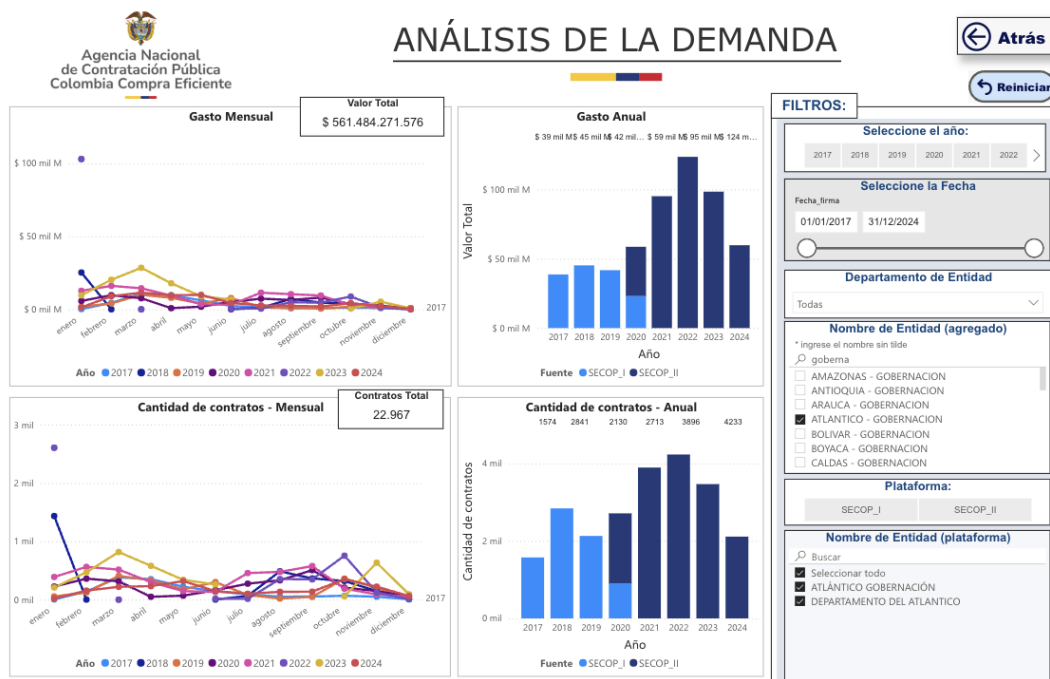 Agencia Nacional
de Contratación Pública
Colombia Compra Eficiente
ANÁLISIS DE LA DEMANDA
Atrás
Reiniciar
Gasto Mensual
Valor Total
$ 561.484.271.576
$ 100 mil M
$ 50 mil M
$ 0 mil M
2017
enero
febrero
marzo
abril
mayo
junio
julio
agosto
septiembre
octubre
noviembre
diciembre
Año 2017 2018 2019 2020 2021 2022 2023 2024
Gasto Anual
$ 39 mil M $ 45 mil M $ 42 mil... $ 59 mil M $ 95 mil M $ 124 m...
Valor Total
$ 100 mil M
$ 50 mil M
$ 0 mil M
2017 2018 2019 2020 2021 2022 2023 2024
Año
Fuente SECOP_I SECOP_II
Cantidad de contratos - Mensual
Contratos Total
22.967
3 mil
2 mil
1 mil
0 mil
2017
enero
febrero
marzo
abril
mayo
junio
julio
agosto
septiembre
octubre
noviembre
diciembre
Año 2017 2018 2019 2020 2021 2022 2023 2024
Cantidad de contratos - Anual
1574 2841 2130 2713 3896 4233
Cantidad de contratos
4 mil
2 mil
0 mil
2017 2018 2019 2020 2021 2022 2023 2024
Año
Fuente SECOP_I SECOP_II
FILTROS:
Seleccione el año:
2017 2018 2019 2020 2021 2022
Seleccione la Fecha
Fecha_firma
01/01/2017 31/12/2024
Departamento de Entidad
Todas
Nombre de Entidad (agregado)
* ingrese el nombre sin tilde
goberna
AMAZONAS - GOBERNACION
ANTIOQUIA - GOBERNACION
ARAUCA - GOBERNACION
ATLANTICO - GOBERNACION
BOLIVAR - GOBERNACION
BOYACA - GOBERNACION
CALDAS - GOBERNACION
Plataforma:
SECOP_I SECOP_II
Nombre de Entidad (plataforma)
Buscar
Seleccionar todo
ATLÁNTICO GOBERNACIÓN
DEPARTAMENTO DEL ATLANTICO